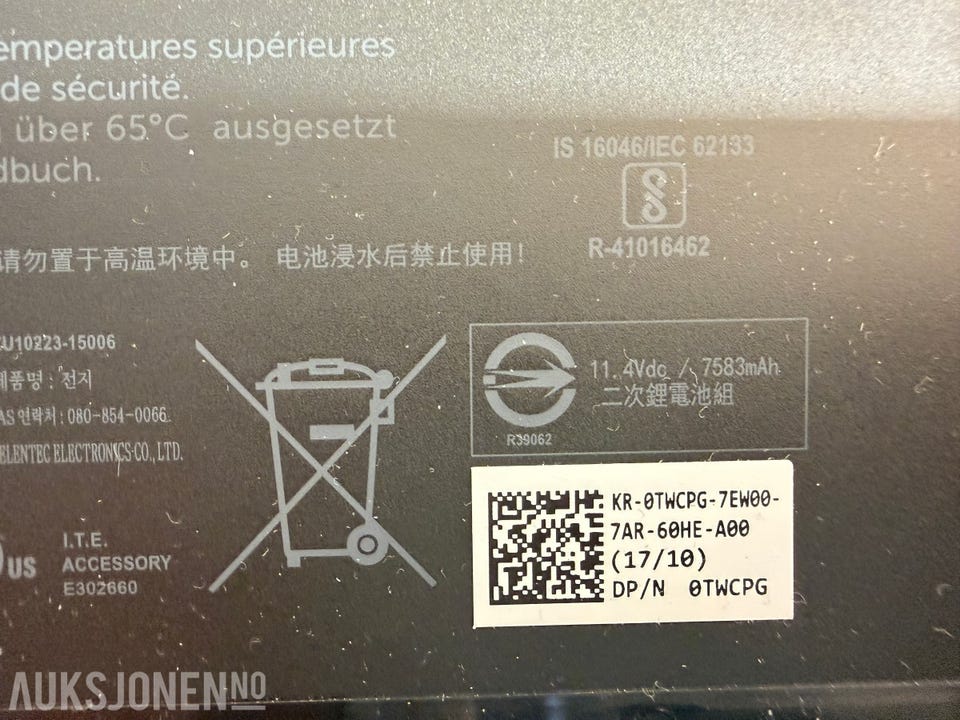 emperatures supérieures
de sécurité.
über 65°C ausgesetzt
dbuch.
IS 16046/IEC 62133
R-41016462
请勿置于高温环境中。 电池浸水后禁止使用!
U10223-15006
제품명 : 전지
AS 연락처 : 080-854-0066
ELENTEC ELECTRONICS CO., LTD.
11.4Vdc / 7583mAh
二次鋰電池組
R39062
US
I.T.E.
ACCESSORY
E302660
KR-0TWCPG-7EW00-
7AR-60HE-A00
(17/10)
DP/N 0TWCPG
AUKSJONEN NO